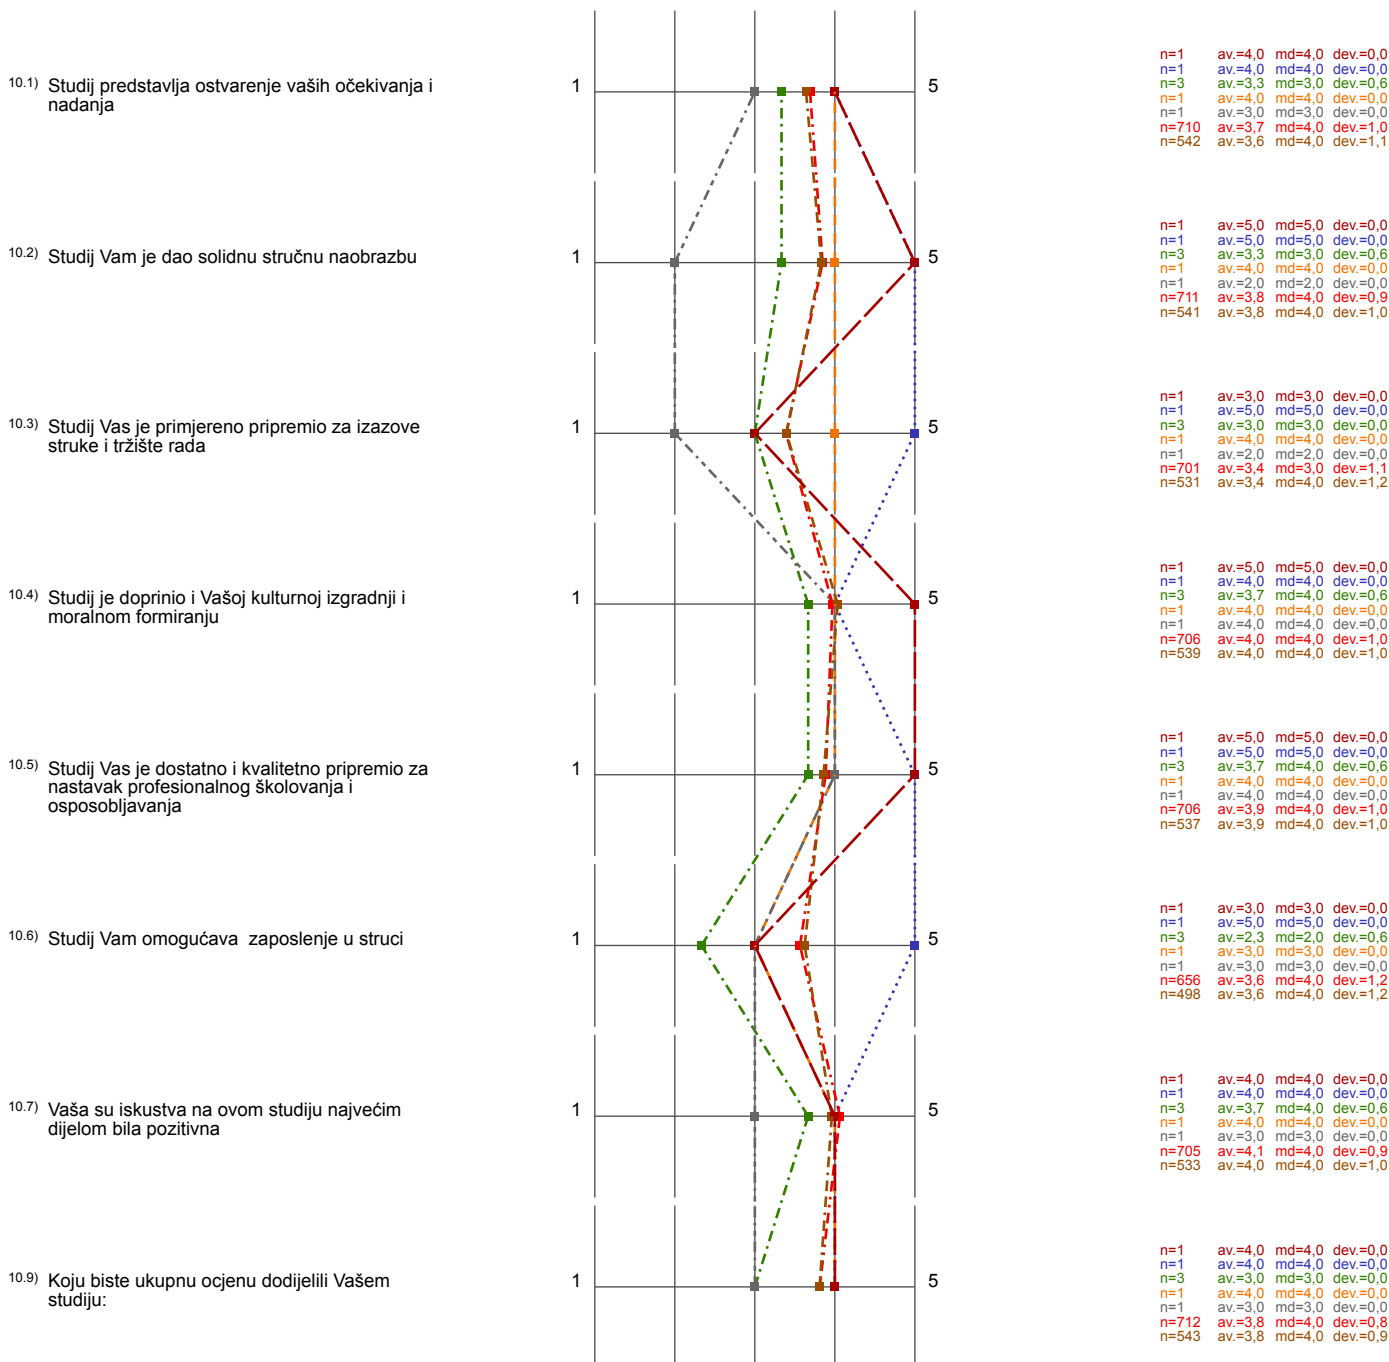 10.1) Studij predstavlja ostvarenje vaših očekivanja i
nadanja
1
5
n=1 av.=4,0 md=4,0 dev.=0,0
n=1 av.=4,0 md=4,0 dev.=0,0
n=3 av.=3,3 md=3,0 dev.=0,6
n=1 av.=4,0 md=4,0 dev.=0,0
n=1 av.=3,0 md=3,0 dev.=0,0
n=710 av.=3,7 md=4,0 dev.=1,0
n=542 av.=3,6 md=4,0 dev.=1,1
10.2) Studij Vam je dao solidnu stručnu naobrazbu
1
5
n=1 av.=5,0 md=5,0 dev.=0,0
n=1 av.=5,0 md=5,0 dev.=0,0
n=3 av.=3,3 md=3,0 dev.=0,6
n=1 av.=4,0 md=4,0 dev.=0,0
n=1 av.=2,0 md=2,0 dev.=0,0
n=711 av.=3,8 md=4,0 dev.=0,9
n=541 av.=3,8 md=4,0 dev.=1,0
10.3) Studij Vas je primjereno pripremio za izazove
struke i tržište rada
1
5
n=1 av.=3,0 md=3,0 dev.=0,0
n=1 av.=5,0 md=5,0 dev.=0,0
n=3 av.=3,0 md=3,0 dev.=0,0
n=1 av.=4,0 md=4,0 dev.=0,0
n=1 av.=2,0 md=2,0 dev.=0,0
n=701 av.=3,4 md=3,0 dev.=1,1
n=531 av.=3,4 md=4,0 dev.=1,2
10.4) Studij je doprinio i Vašoj kulturnoj izgradnji i
moralnom formiranju
1
5
n=1 av.=5,0 md=5,0 dev.=0,0
n=1 av.=4,0 md=4,0 dev.=0,0
n=3 av.=3,7 md=4,0 dev.=0,6
n=1 av.=4,0 md=4,0 dev.=0,0
n=1 av.=4,0 md=4,0 dev.=0,0
n=706 av.=4,0 md=4,0 dev.=1,0
n=539 av.=4,0 md=4,0 dev.=1,0
10.5) Studij Vas je dostatno i kvalitetno pripremio za
nastavak profesionalnog školovanja i
osposobljavanja
1
5
n=1 av.=5,0 md=5,0 dev.=0,0
n=1 av.=5,0 md=5,0 dev.=0,0
n=3 av.=3,7 md=4,0 dev.=0,6
n=1 av.=4,0 md=4,0 dev.=0,0
n=1 av.=4,0 md=4,0 dev.=0,0
n=706 av.=3,9 md=4,0 dev.=1,0
n=537 av.=3,9 md=4,0 dev.=1,0
10.6) Studij Vam omogućava zaposlenje u struci
1
5
n=1 av.=3,0 md=3,0 dev.=0,0
n=1 av.=5,0 md=5,0 dev.=0,0
n=3 av.=2,3 md=2,0 dev.=0,6
n=1 av.=3,0 md=3,0 dev.=0,0
n=1 av.=3,0 md=3,0 dev.=0,0
n=656 av.=3,6 md=4,0 dev.=1,2
n=498 av.=3,6 md=4,0 dev.=1,2
10.7) Vaša su iskustva na ovom studiju najvećim
dijelom bila pozitivna
1
5
n=1 av.=4,0 md=4,0 dev.=0,0
n=1 av.=4,0 md=4,0 dev.=0,0
n=3 av.=3,7 md=4,0 dev.=0,6
n=1 av.=4,0 md=4,0 dev.=0,0
n=1 av.=3,0 md=3,0 dev.=0,0
n=705 av.=4,1 md=4,0 dev.=0,9
n=533 av.=4,0 md=4,0 dev.=1,0
10.9) Koju biste ukupnu ocjenu dodijelili Vašem
studiju:
1
5
n=1 av.=4,0 md=4,0 dev.=0,0
n=1 av.=4,0 md=4,0 dev.=0,0
n=3 av.=3,0 md=3,0 dev.=0,0
n=1 av.=4,0 md=4,0 dev.=0,0
n=1 av.=3,0 md=3,0 dev.=0,0
n=712 av.=3,8 md=4,0 dev.=0,8
n=543 av.=3,8 md=4,0 dev.=0,9